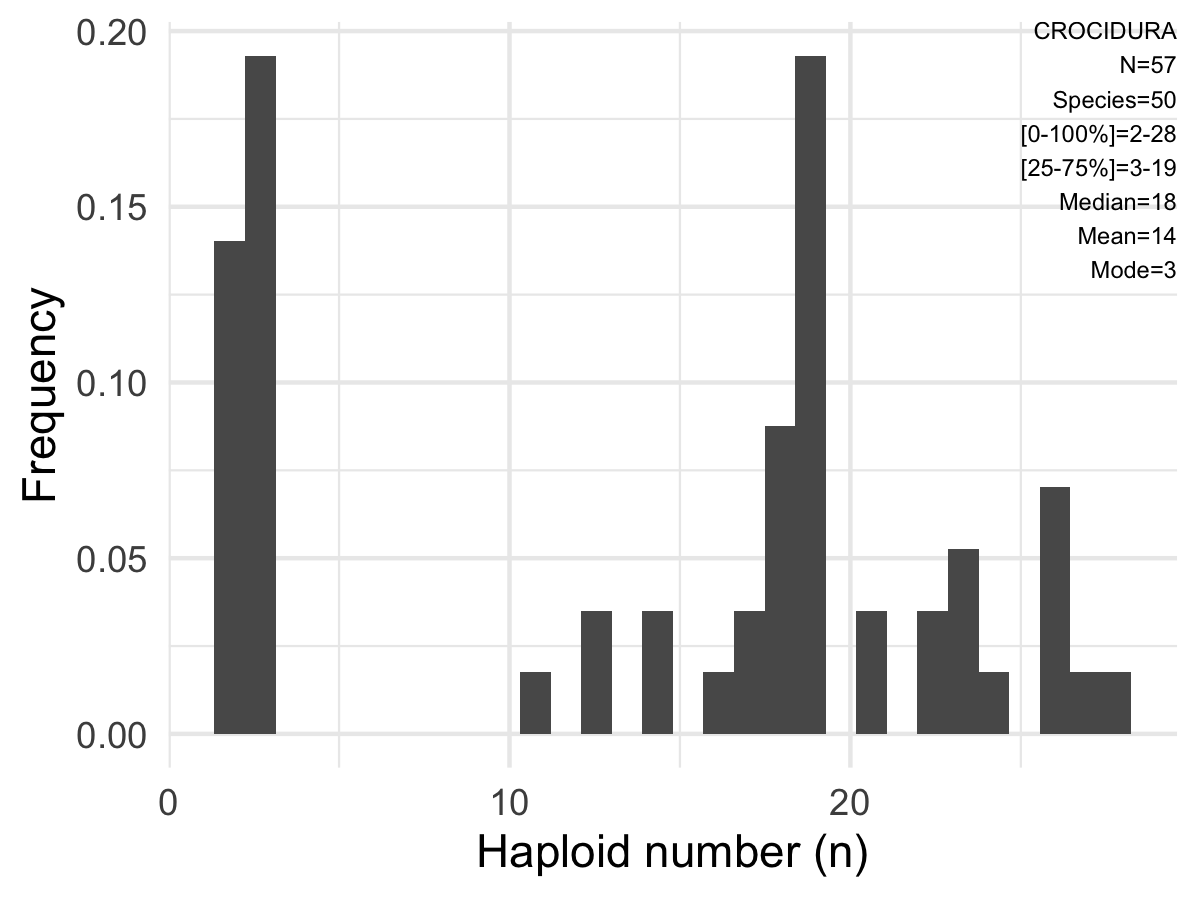 CROCIDURA
N=57
Species=50
[0-100%]=2-28
[25-75%]=3-19
Median=18
Mean=14
Mode=3
0.20
0.15
0.10
0.05
0.00
Frequency
0 10 20
Haploid number (n)